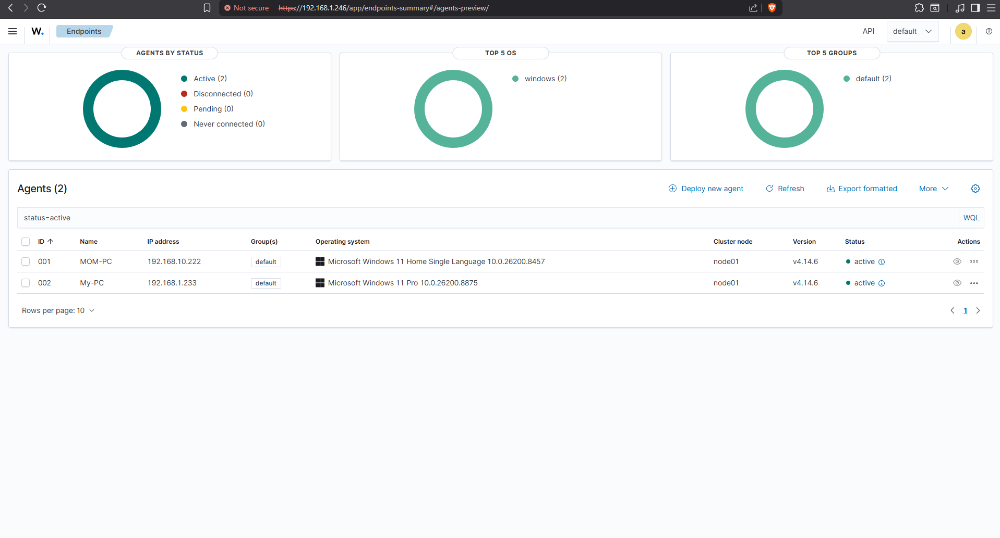 Not secure https://192.168.1.246/app/endpoints-summary#/agents-preview/
W. Endpoints API default a
AGENTS BY STATUS
Active (2)
Disconnected (0)
Pending (0)
Never connected (0)
TOP 5 OS
windows (2)
TOP 5 GROUPS
default (2)
Agents (2) Deploy new agent Refresh Export formatted More
status=active WQL
ID Name IP address Group(s) Operating system Cluster node Version Status Actions
001 MOM-PC 192.168.10.222 default Microsoft Windows 11 Home Single Language 10.0.26200.8457 node01 v4.14.6 active
002 My-PC 192.168.1.233 default Microsoft Windows 11 Pro 10.0.26200.8875 node01 v4.14.6 active
Rows per page: 10 1